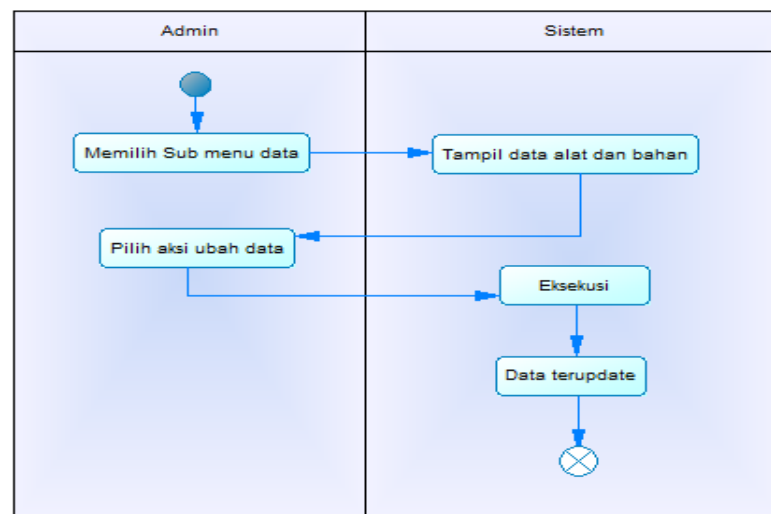 Admin
Sistem
Memilih Sub menu data
Tampil data alat dan bahan
Pilih aksi ubah data
Eksekusi
Data terupdate